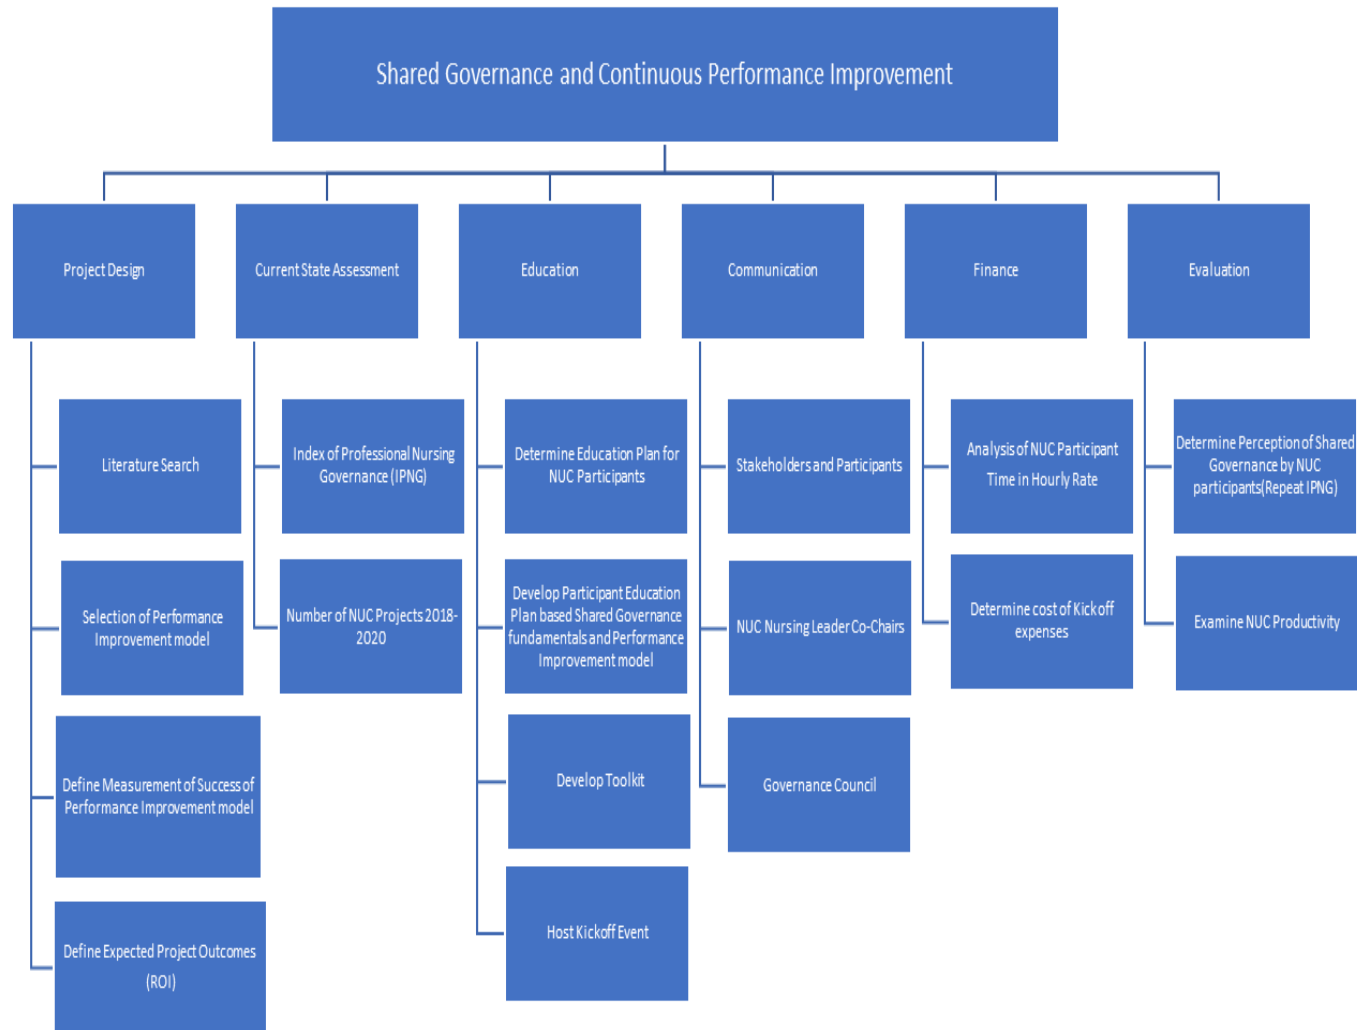 Shared Governance and Continuous Performance Improvement
Project Design
Current State Assessment
Education
Communication
Finance
Evaluation
Literature Search
Selection of Performance
Improvement model
Define Measurement of Success of
Performance Improvement model
Define Expected Project Outcomes
(ROI)
Index of Professional Nursing
Governance (IPNG)
Number of NUC Projects 2018-
2020
Determine Education Plan for
NUC Participants
Develop Participant Education
Plan based Shared Governance
fundamentals and Performance
Improvement model
Develop Toolkit
Host Kickoff Event
Stakeholders and Participants
NUC Nursing Leader Co-Chairs
Governance Council
Analysis of NUC Participant
Time in Hourly Rate
Determine cost of Kick off
expenses
Determine Perception of Shared
Governance by NUC
participants(Repeat IPNG)
Examine NUC Productivity